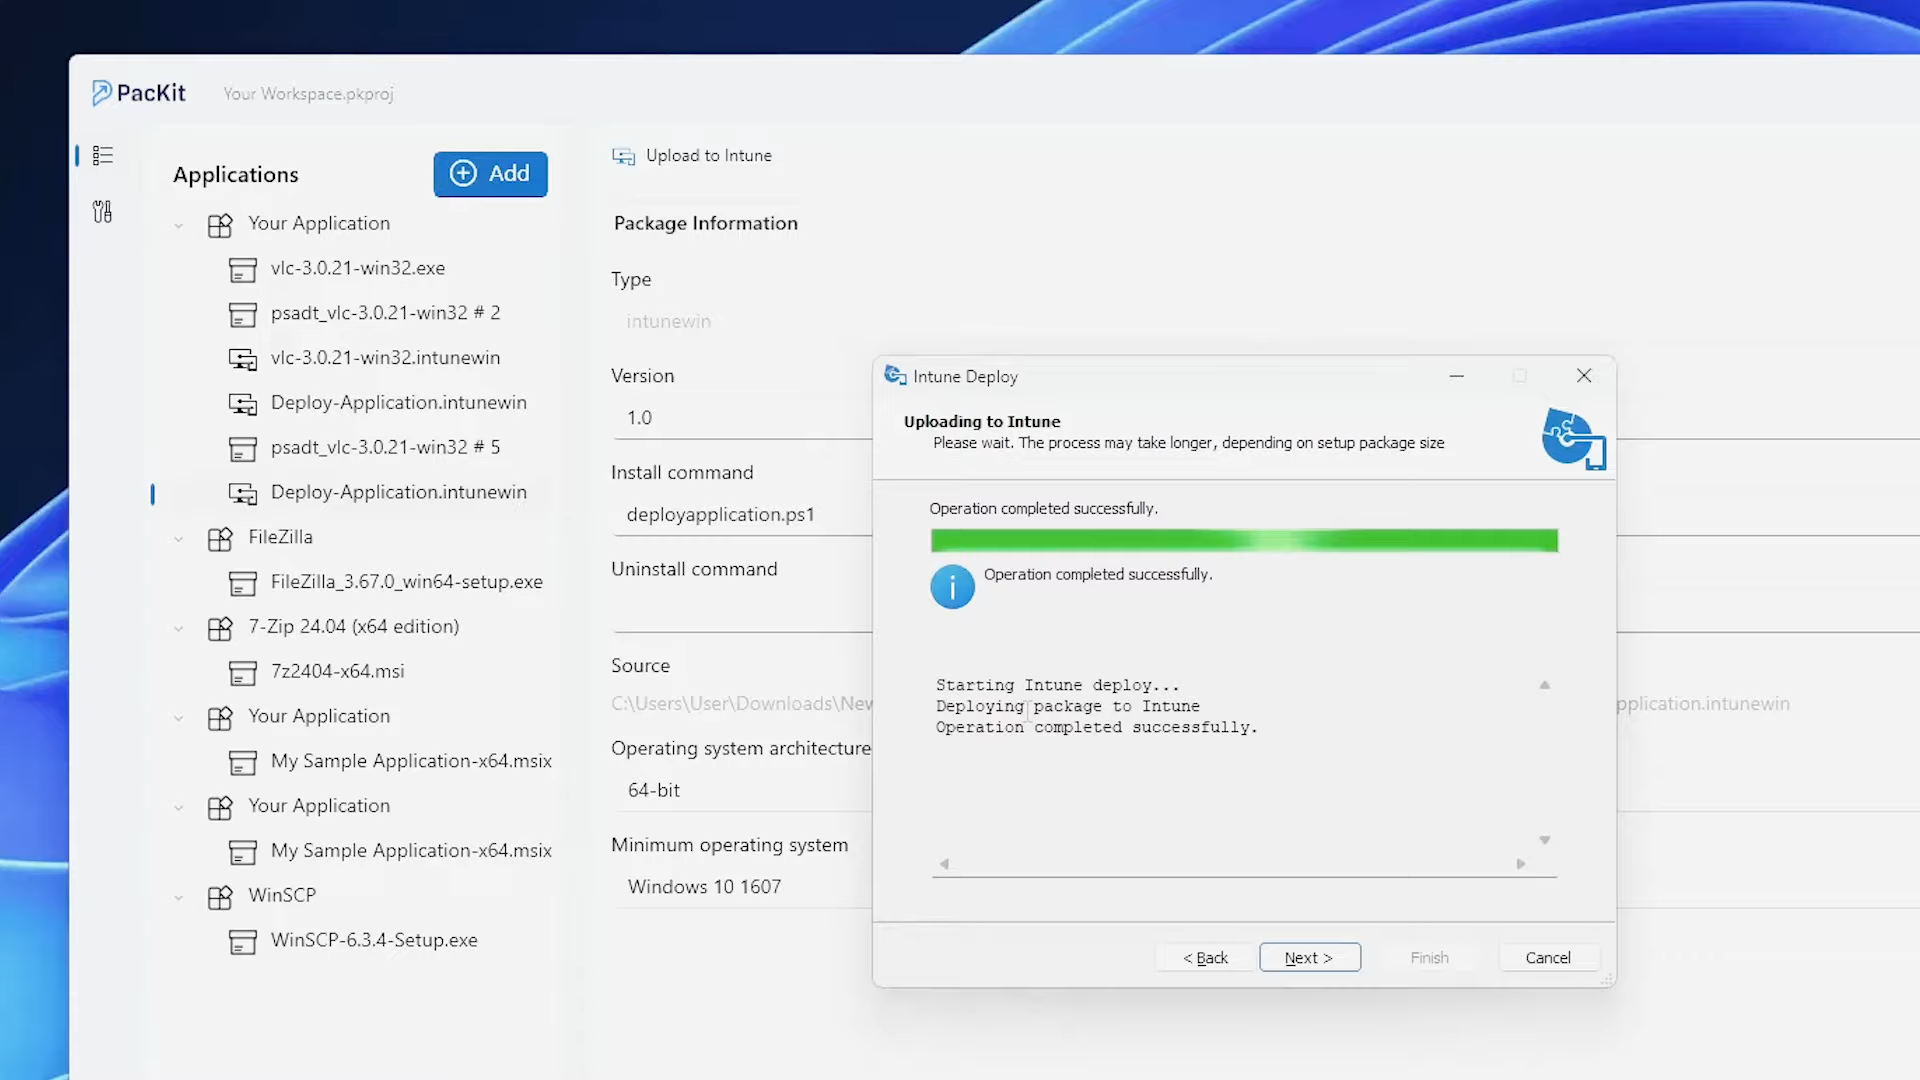 PacKit
Your Workspace.pkproj
Applications
Add
Your Application
vlc-3.0.21-win32.exe
psadt_vlc-3.0.21-win32 # 2
vlc-3.0.21-win32.intunewin
Deploy-Application.intunewin
psadt_vlc-3.0.21-win32 # 5
Deploy-Application.intunewin
FileZilla
FileZilla_3.67.0_win64-setup.exe
7-Zip 24.04 (x64 edition)
7z2404-x64.msi
Your Application
My Sample Application-x64.msix
Your Application
My Sample Application-x64.msix
WinSCP
WinSCP-6.3.4-Setup.exe
Upload to Intune
Package Information
Type
intunewin
Version
1.0
Install command
deployapplication.ps1
Uninstall command
Source
C:\Users\User\Downloads\New
pplication.intunewin
Operating system architecture
64-bit
Minimum operating system
Windows 10 1607
Intune Deploy
Uploading to Intune
Please wait. The process may take longer, depending on setup package size
Operation completed successfully.
Operation completed successfully.
Starting Intune deploy...
Deploying package to Intune
Operation completed successfully.
< Back
Next >
Finish
Cancel